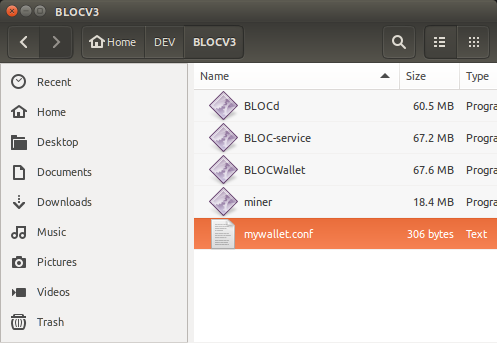 BLOCV3
Home DEV BLOCV3
Name Size Type
Recent
Home
Desktop
Documents
Downloads
Music
Pictures
Videos
Trash
BLOCd 60.5 MB Progra
BLOC-service 67.2 MB Progra
BLOCWallet 67.6 MB Progra
miner 18.4 MB Progra
mywallet.conf 306 bytes Text